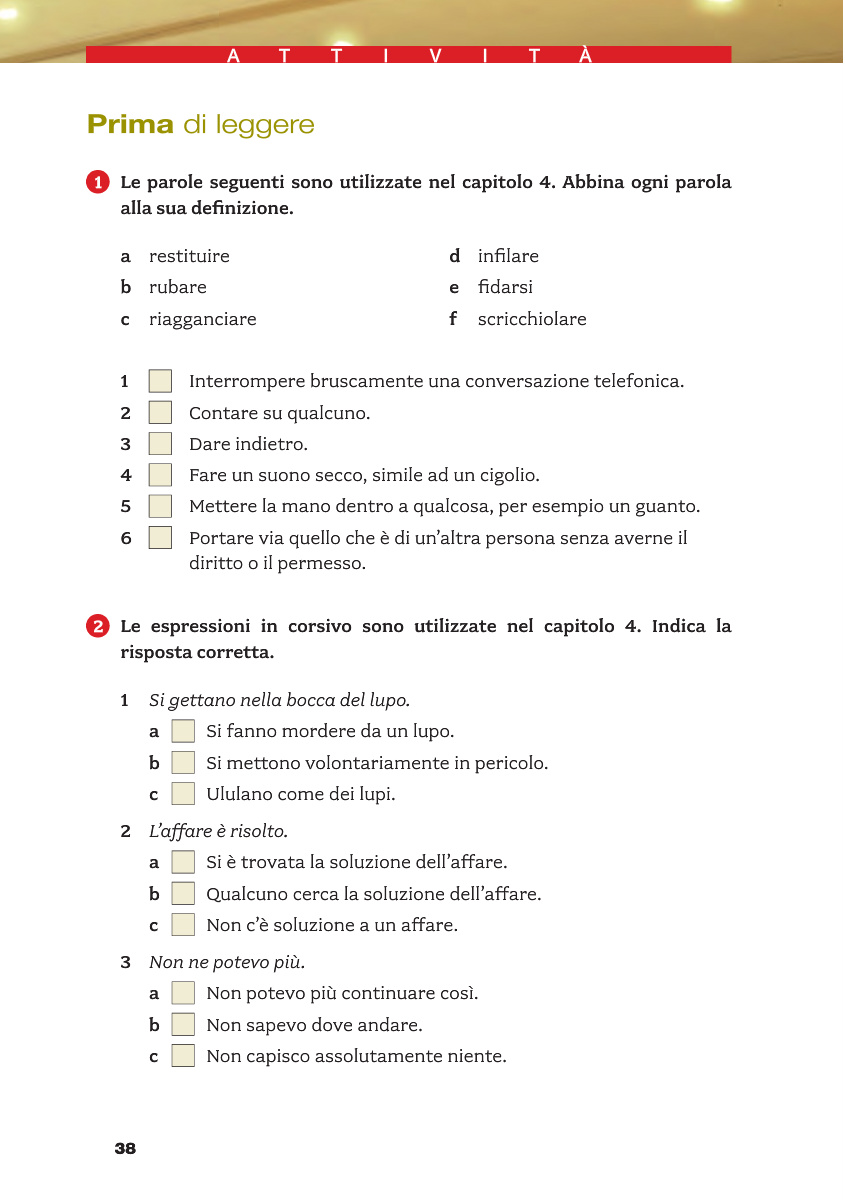 ATTIVITÀ
Prima di leggere
1 Le parole seguenti sono utilizzate nel capitolo 4. Abbina ogni parola
alla sua definizione.
a restituire
b rubare
c riagganciare
d infilare
e fidarsi
f scricchiolare
1 Interrompere bruscamente una conversazione telefonica.
2 Contare su qualcuno.
3 Dare indietro.
4 Fare un suono secco, simile ad un cigolio.
5 Mettere la mano dentro a qualcosa, per esempio un guanto.
6 Portare via quello che è di un'altra persona senza averne il
diritto o il permesso.
2 Le espressioni in corsivo sono utilizzate nel capitolo 4. Indica la
risposta corretta.
1 Si gettano nella bocca del lupo.
a Si fanno mordere da un lupo.
b Si mettono volontariamente in pericolo.
c Ululano come dei lupi.
2 L'affare è risolto.
a Si è trovata la soluzione dell'affare.
b Qualcuno cerca la soluzione dell'affare.
c Non c'è soluzione a un affare.
3 Non ne potevo più.
a Non potevo più continuare così.
b Non sapevo dove andare.
c Non capisco assolutamente niente.
38